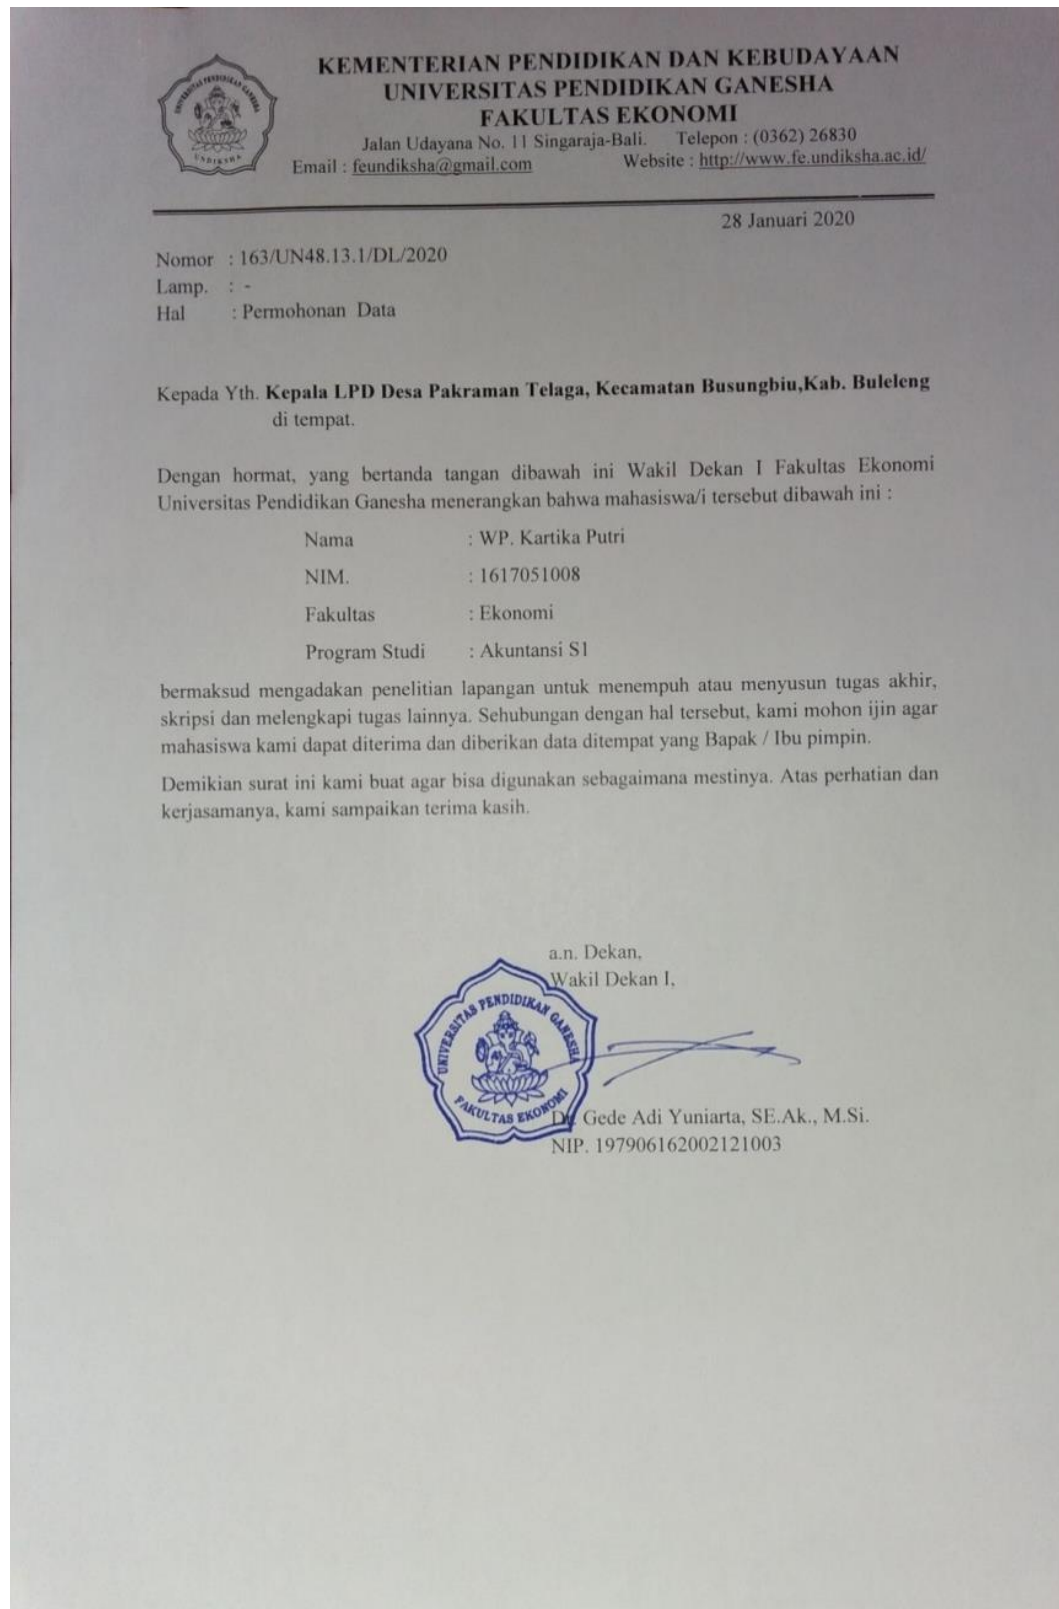 KEMENTERIAN PENDIDIKAN DAN KEBUDAYAAN
UNIVERSITAS PENDIDIKAN GANESHA
FAKULTAS EKONOMI
Jalan Udayana No. 11 Singaraja-Bali. Telepon : (0362) 26830
Email : feundiksha@gmail.com Website : http://www.fe.undiksha.ac.id/
UNIVERSITAS PENDIDIKAN GANESHA
UNDIKSHA
28 Januari 2020
Nomor : 163/UN48.13.1/DL/2020
Lamp. : -
Hal : Permohonan Data
Kepada Yth. Kepala LPD Desa Pakraman Telaga, Kecamatan Busungbiu,Kab. Buleleng
di tempat.
Dengan hormat, yang bertanda tangan dibawah ini Wakil Dekan I Fakultas Ekonomi
Universitas Pendidikan Ganesha menerangkan bahwa mahasiswa/i tersebut dibawah ini :
Nama : WP. Kartika Putri
NIM. : 1617051008
Fakultas : Ekonomi
Program Studi : Akuntansi S1
bermaksud mengadakan penelitian lapangan untuk menempuh atau menyusun tugas akhir,
skripsi dan melengkapi tugas lainnya. Sehubungan dengan hal tersebut, kami mohon ijin agar
mahasiswa kami dapat diterima dan diberikan data ditempat yang Bapak / Ibu pimpin.
Demikian surat ini kami buat agar bisa digunakan sebagaimana mestinya. Atas perhatian dan
kerjasamanya, kami sampaikan terima kasih.
a.n. Dekan,
Wakil Dekan I,
UNIVERSITAS PENDIDIKAN GANESHA
FAKULTAS EKONOMI
Dr. Gede Adi Yuniarta, SE.Ak., M.Si.
NIP. 197906162002121003